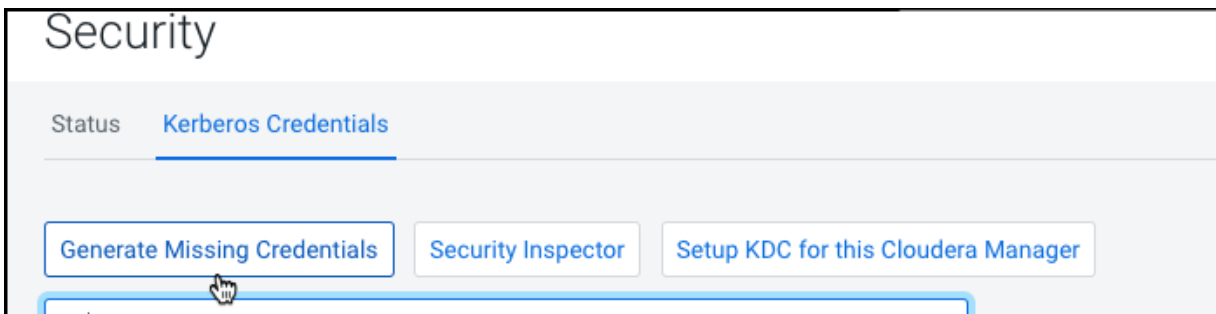 Security
Status Kerberos Credentials
Generate Missing Credentials Security Inspector Setup KDC for this Cloudera Manager